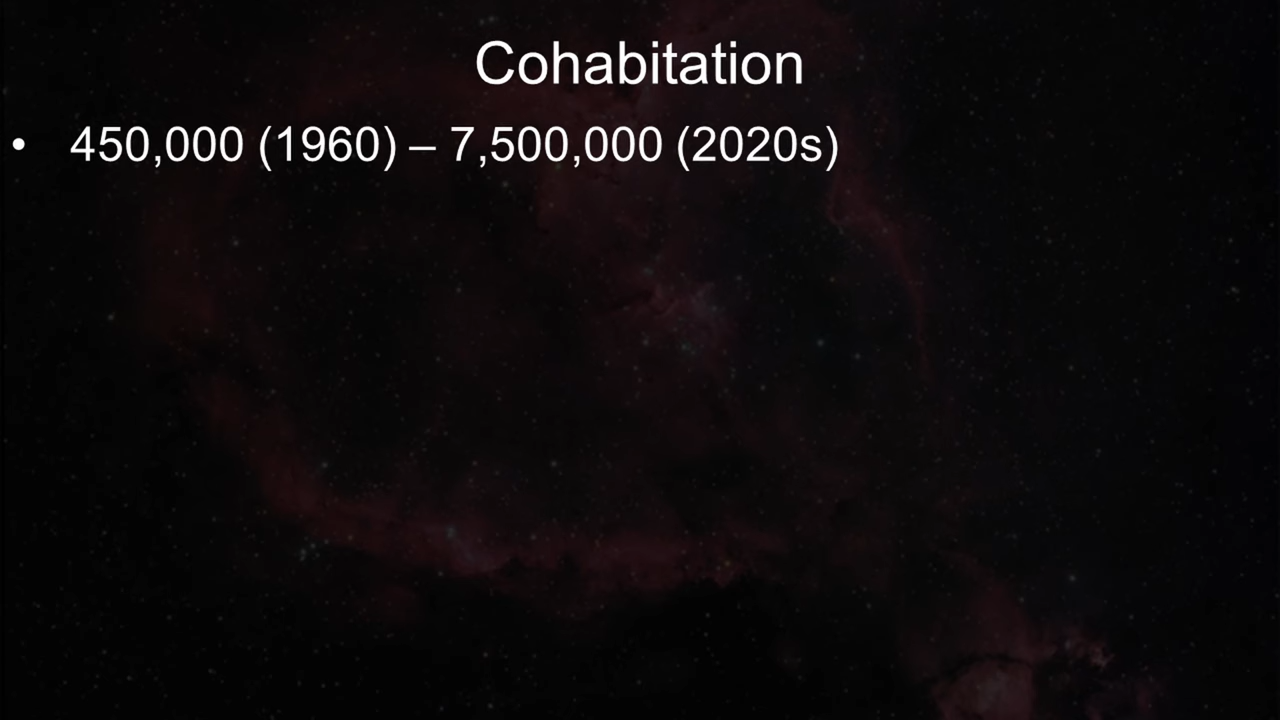 Cohabitation
• 450,000 (1960) – 7,500,000 (2020s)